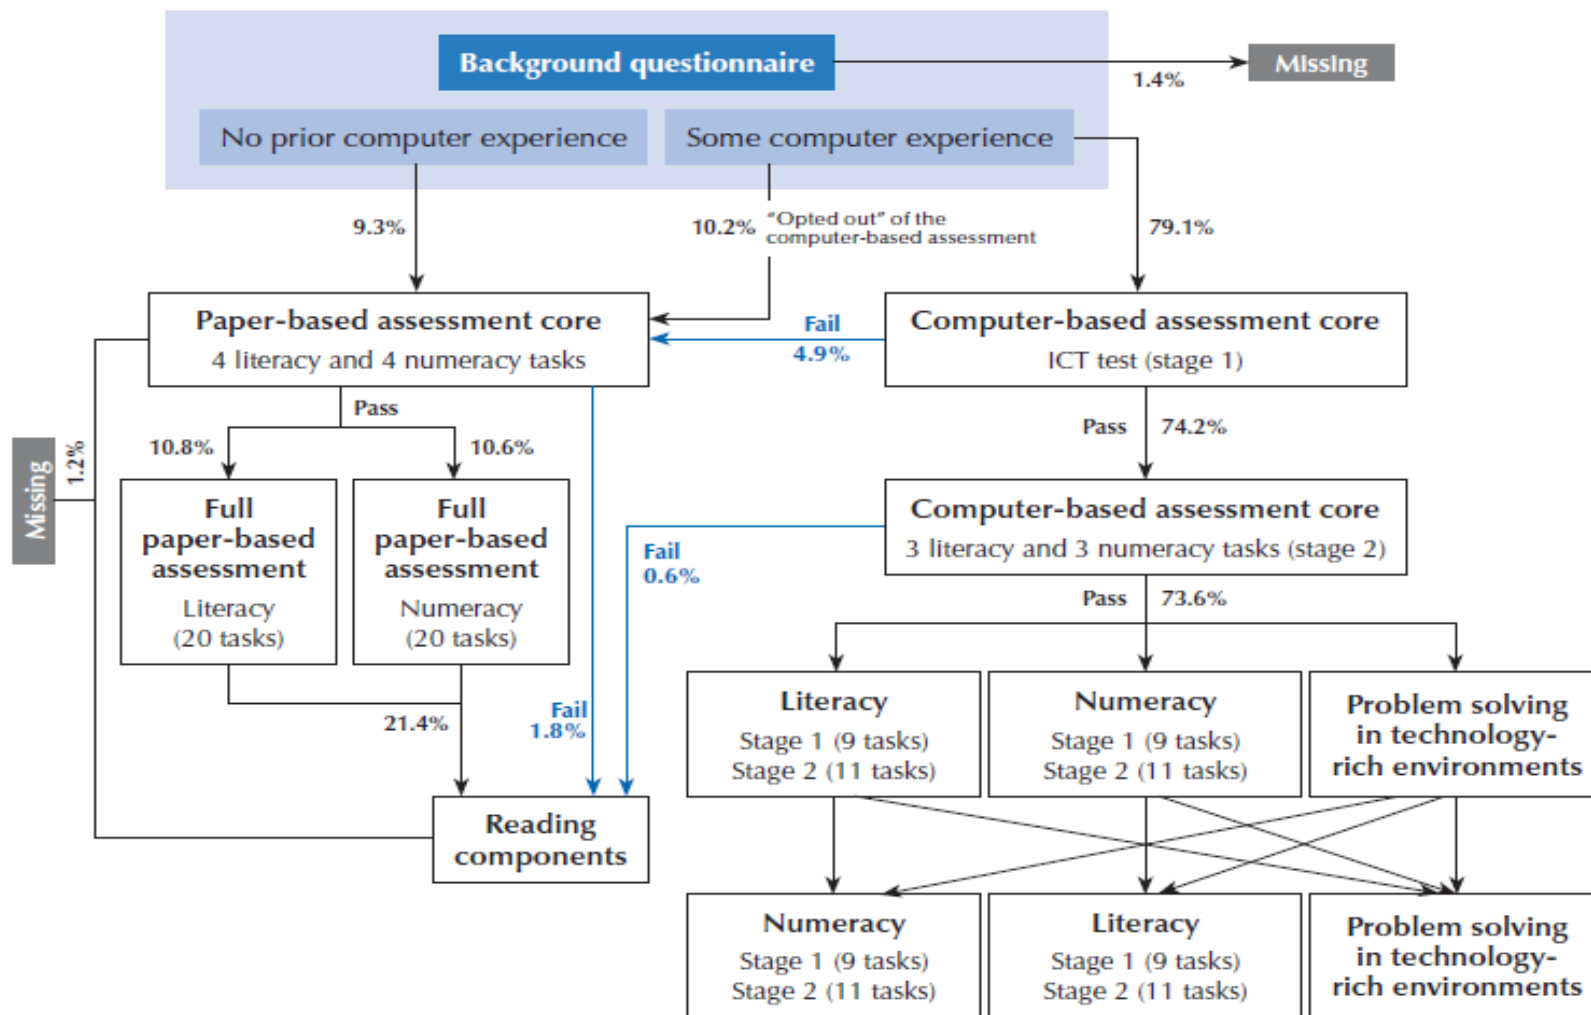 Background questionnaire
1.4%
Missing
No prior computer experience
Some computer experience
9.3%
10.2%
"Opted out" of the
computer-based assessment
79.1%
Paper-based assessment core
4 literacy and 4 numeracy tasks
Fail
4.9%
Computer-based assessment core
ICT test (stage 1)
Pass
10.8%
10.6%
Pass
74.2%
Missing
1.2%
Full
paper-based
assessment
Literacy
(20 tasks)
Full
paper-based
assessment
Numeracy
(20 tasks)
Fail
0.6%
Computer-based assessment core
3 literacy and 3 numeracy tasks (stage 2)
Pass
73.6%
21.4%
Fail
1.8%
Reading
components
Literacy
Stage 1 (9 tasks)
Stage 2 (11 tasks)
Numeracy
Stage 1 (9 tasks)
Stage 2 (11 tasks)
Problem solving
in technology-
rich environments
Numeracy
Stage 1 (9 tasks)
Stage 2 (11 tasks)
Literacy
Stage 1 (9 tasks)
Stage 2 (11 tasks)
Problem solving
in technology-
rich environments